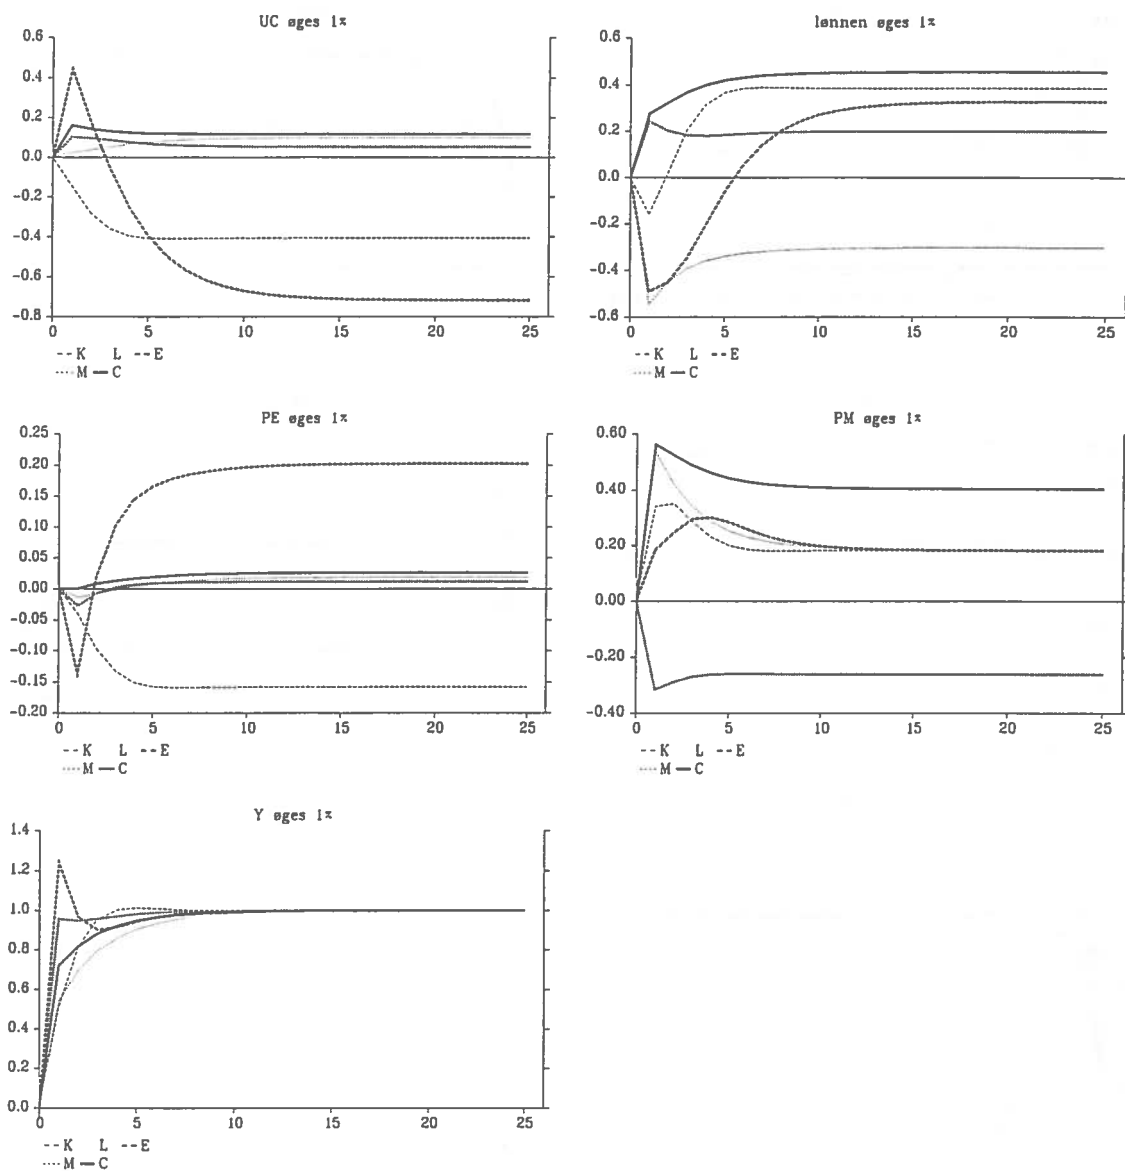 UC øges 1%
0.6
0.4
0.2
0.0
-0.2
-0.4
-0.6
-0.8
0 5 10 15 20 25
--- K L -- E
···· M — C
lønnen øges 1%
0.6
0.4
0.2
0.0
-0.2
-0.4
-0.6
0 5 10 15 20 25
--- K L -- E
···· M — C
PE øges 1%
0.25
0.20
0.15
0.10
0.05
0.00
-0.05
-0.10
-0.15
-0.20
0 5 10 15 20 25
--- K L -- E
···· M — C
PM øges 1%
0.60
0.40
0.20
0.00
-0.20
-0.40
0 5 10 15 20 25
--- K L -- E
···· M — C
Y øges 1%
1.4
1.2
1.0
0.8
0.6
0.4
0.2
0.0
0 5 10 15 20 25
--- K L -- E
···· M — C